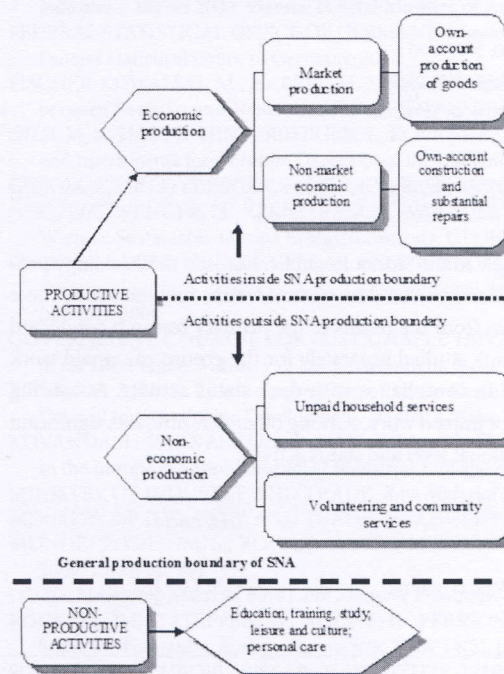 Market
production
Own-
account
production
of goods
Economic
production
Non-market
economic
production
Own-account
construction
and
substantial
repairs
PRODUCTIVE
ACTIVITIES
Activities inside SNA production boundary
Activities outside SNA production boundary
Non-
economic
production
Unpaid household services
Volunteering and community
services
General production boundary of SNA
NON-
PRODUCTIVE
ACTIVITIES
Education, training, study,
leisure and culture;
personal care